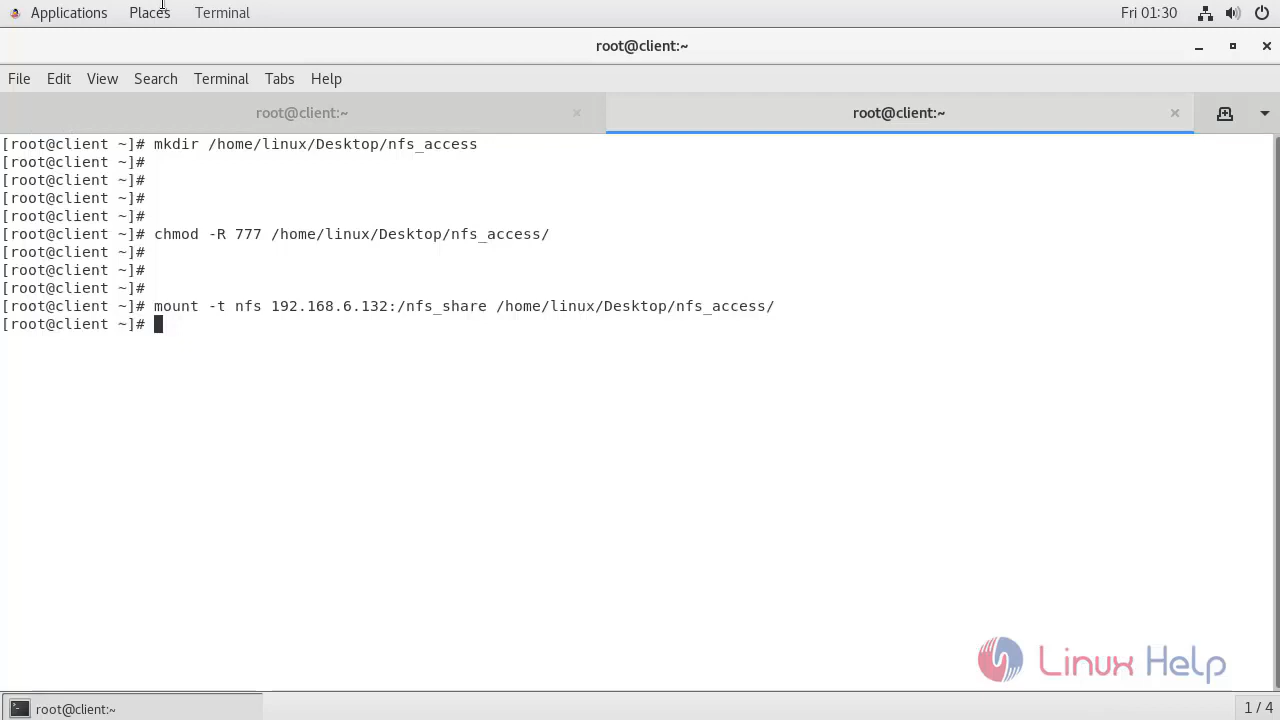 Applications Places Terminal Fri 01:30
root@client:~
File Edit View Search Terminal Tabs Help
root@client:~ root@client:~
[root@client ~]# mkdir /home/linux/Desktop/nfs_access
[root@client ~]#
[root@client ~]#
[root@client ~]#
[root@client ~]#
[root@client ~]# chmod -R 777 /home/linux/Desktop/nfs_access/
[root@client ~]#
[root@client ~]#
[root@client ~]#
[root@client ~]# mount -t nfs 192.168.6.132:/nfs_share /home/linux/Desktop/nfs_access/
[root@client ~]#
Linux Help
root@client:~ 1 / 4